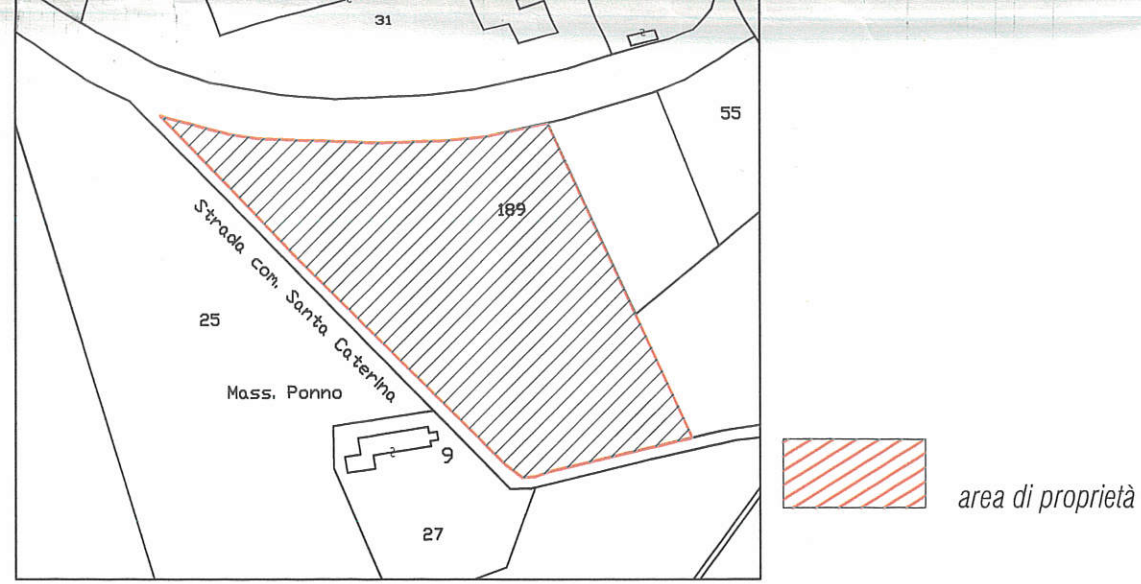 31
55
189
Strada com. Santa Caterina
25
Mass. Ponno
9
27
area di proprietà